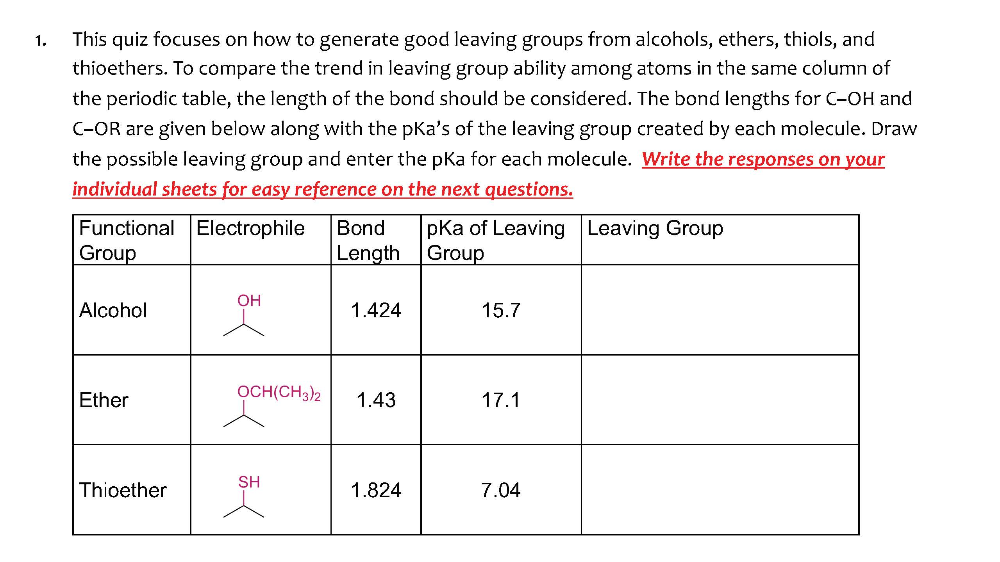 1. This quiz focuses on how to generate good leaving groups from alcohols, ethers, thiols, and
thioethers. To compare the trend in leaving group ability among atoms in the same column of
the periodic table, the length of the bond should be considered. The bond lengths for C–OH and
C–OR are given below along with the pKa’s of the leaving group created by each molecule. Draw
the possible leaving group and enter the pKa for each molecule. Write the responses on your
individual sheets for easy reference on the next questions.
Functional Group Electrophile Bond Length pKa of Leaving Group Leaving Group
Alcohol OH 1.424 15.7
Ether OCH(CH₃)₂ 1.43 17.1
Thioether SH 1.824 7.04